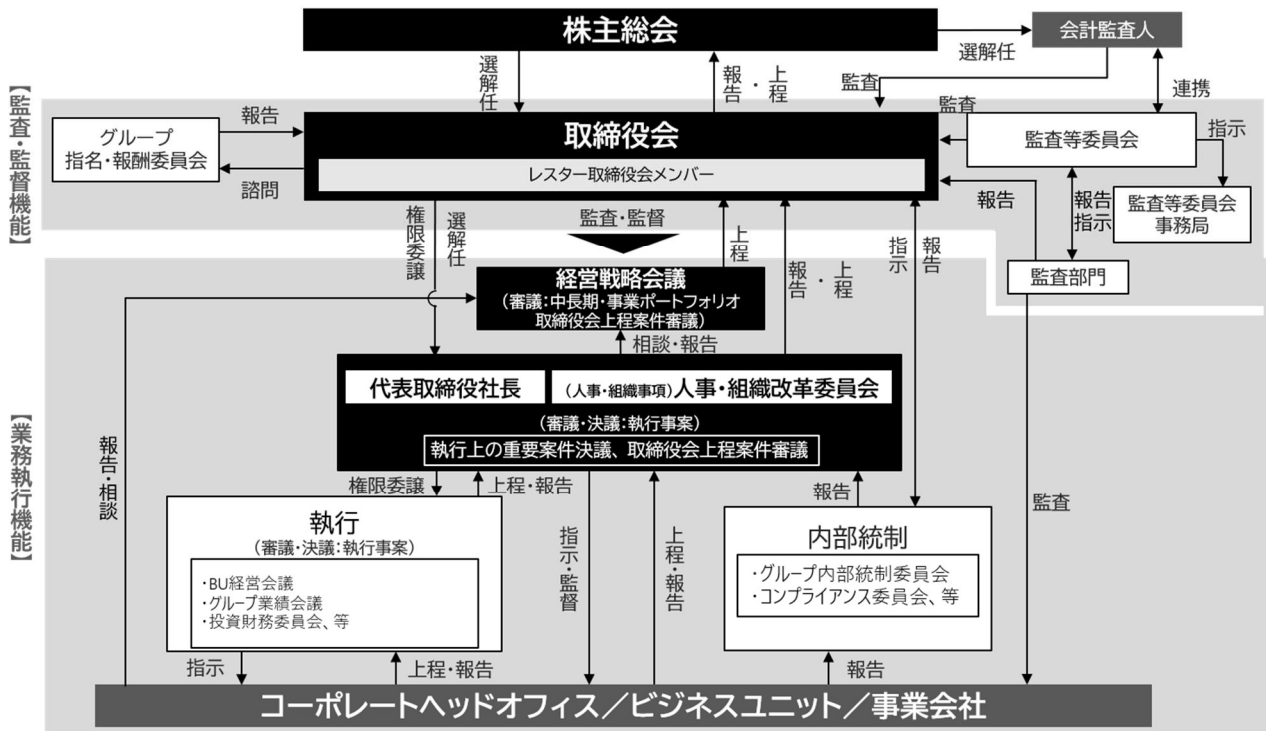 株主総会
会計監査人
選解任
選解任
報告・上程
監査
連携
【監査・監督機能】
グループ
指名・報酬委員会
報告
諮問
取締役会
レスター取締役会メンバー
監査
監査等委員会
指示
報告
報告
指示
監査等委員会
事務局
監査部門
権限委譲
選解任
監査・監督
上程
報告・上程
指示
報告
【業務執行機能】
経営戦略会議
(審議:中長期・事業ポートフォリオ
取締役会上程案件審議)
相談・報告
代表取締役社長
(人事・組織事項)人事・組織改革委員会
(審議・決議:執行事案)
執行上の重要案件決議、取締役会上程案件審議
報告・相談
権限委譲
上程・報告
報告
監査
執行
(審議・決議:執行事案)
・BU経営会議
・グループ業績会議
・投資財務委員会、等
指示・監督
上程・報告
内部統制
・グループ内部統制委員会
・コンプライアンス委員会、等
指示
上程・報告
報告
コーポレートヘッドオフィス/ビジネスユニット/事業会社